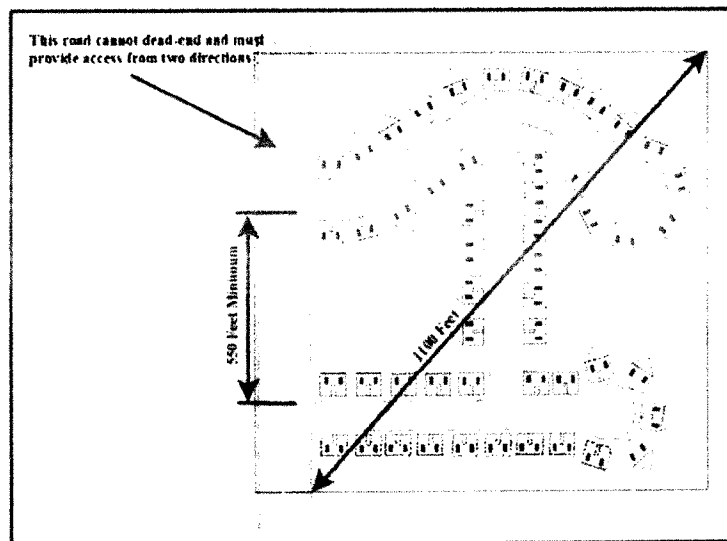 This road cannot dead-end and must
provide access from two directions
550 Feet Minimum
1100 Feet